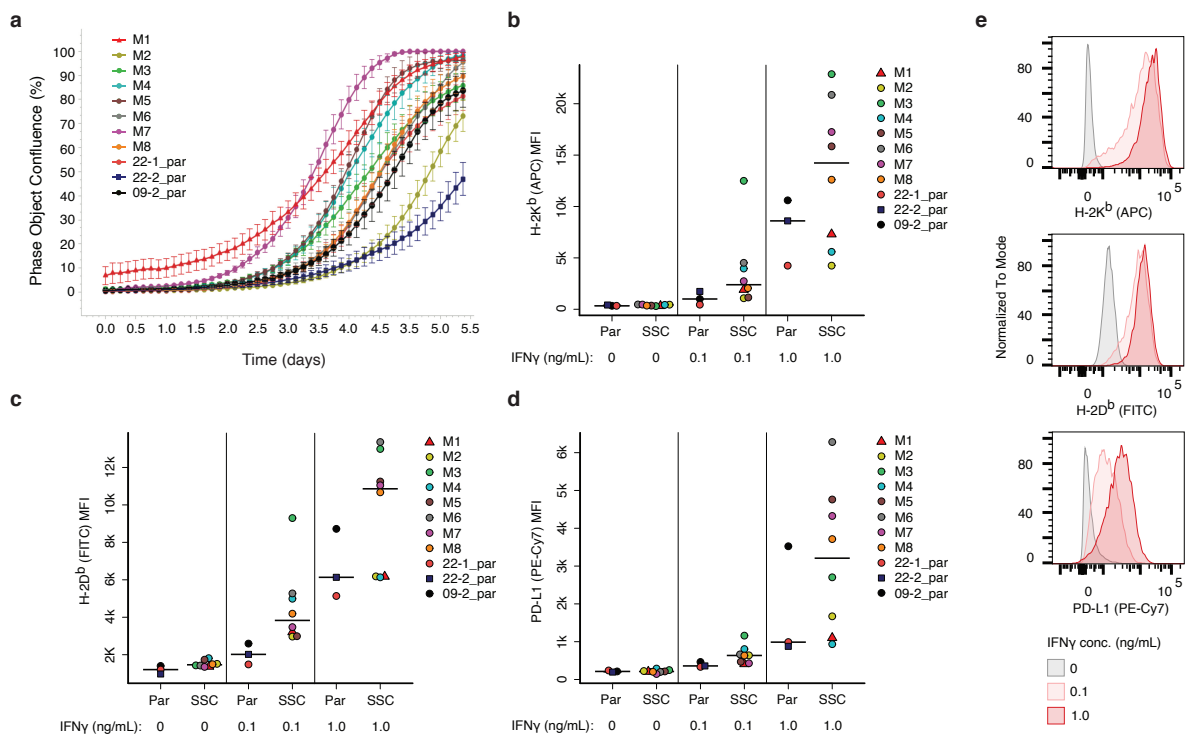 a
Phase Object Confluence (%)
100
90
80
70
60
50
40
30
20
10
0
M1
M2
M3
M4
M5
M6
M7
M8
22-1_par
22-2_par
09-2_par
0.0 0.5 1.0 1.5 2.0 2.5 3.0 3.5 4.0 4.5 5.0 5.5
Time (days)
b
H-2Kᵇ (APC) MFI
20k
15k
10k
5k
0
M1
M2
M3
M4
M5
M6
M7
M8
22-1_par
22-2_par
09-2_par
Par SSC Par SSC Par SSC
IFNγ (ng/mL): 0 0 0.1 0.1 1.0 1.0
c
H-2Dᵇ (FITC) MFI
12k
10k
8k
6k
4k
2K
M1
M2
M3
M4
M5
M6
M7
M8
22-1_par
22-2_par
09-2_par
Par SSC Par SSC Par SSC
IFNγ (ng/mL): 0 0 0.1 0.1 1.0 1.0
d
PD-L1 (PE-Cy7) MFI
6k
5k
4k
3k
2k
1k
0
M1
M2
M3
M4
M5
M6
M7
M8
22-1_par
22-2_par
09-2_par
Par SSC Par SSC Par SSC
IFNγ (ng/mL): 0 0 0.1 0.1 1.0 1.0
e
Normalized To Mode
80
40
0
0 10⁵
H-2Kᵇ (APC)
80
40
0
0 10⁵
H-2Dᵇ (FITC)
80
40
0
0 10⁵
PD-L1 (PE-Cy7)
IFNγ conc. (ng/mL)
0
0.1
1.0